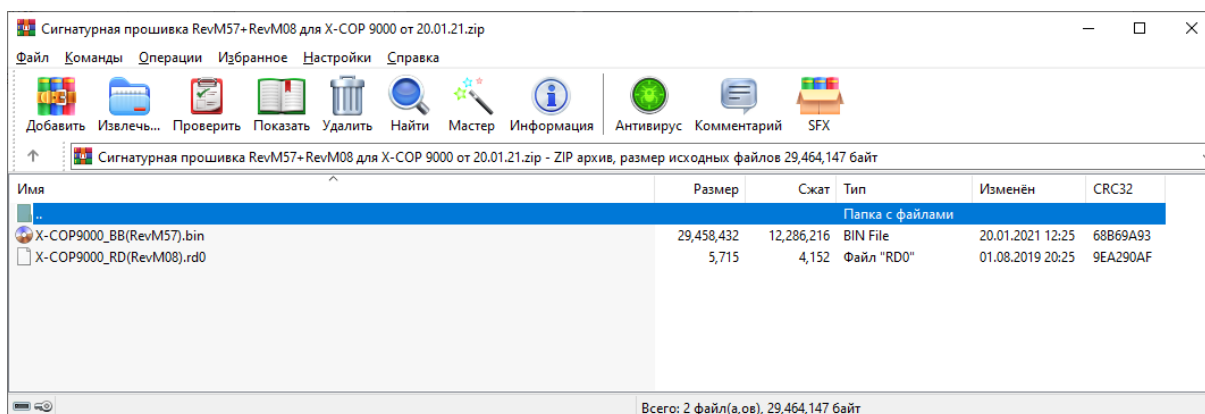 Сигнатурная прошивка RevM57+RevM08 для X-COP 9000 от 20.01.21.zip
Файл Команды Операции Избранное Настройки Справка
Добавить Извлечь... Проверить Показать Удалить Найти Мастер Информация Антивирус Комментарий SFX
Сигнатурная прошивка RevM57+RevM08 для X-COP 9000 от 20.01.21.zip - ZIP архив, размер исходных файлов 29,464,147 байт
Имя Размер Сжат Тип Изменён CRC32
.. Папка с файлами
X-COP9000_BB(RevM57).bin 29,458,432 12,286,216 BIN File 20.01.2021 12:25 68B69A93
X-COP9000_RD(RevM08).rd0 5,715 4,152 Файл "RD0" 01.08.2019 20:25 9EA290AF
Всего: 2 файл(а,ов), 29,464,147 байт